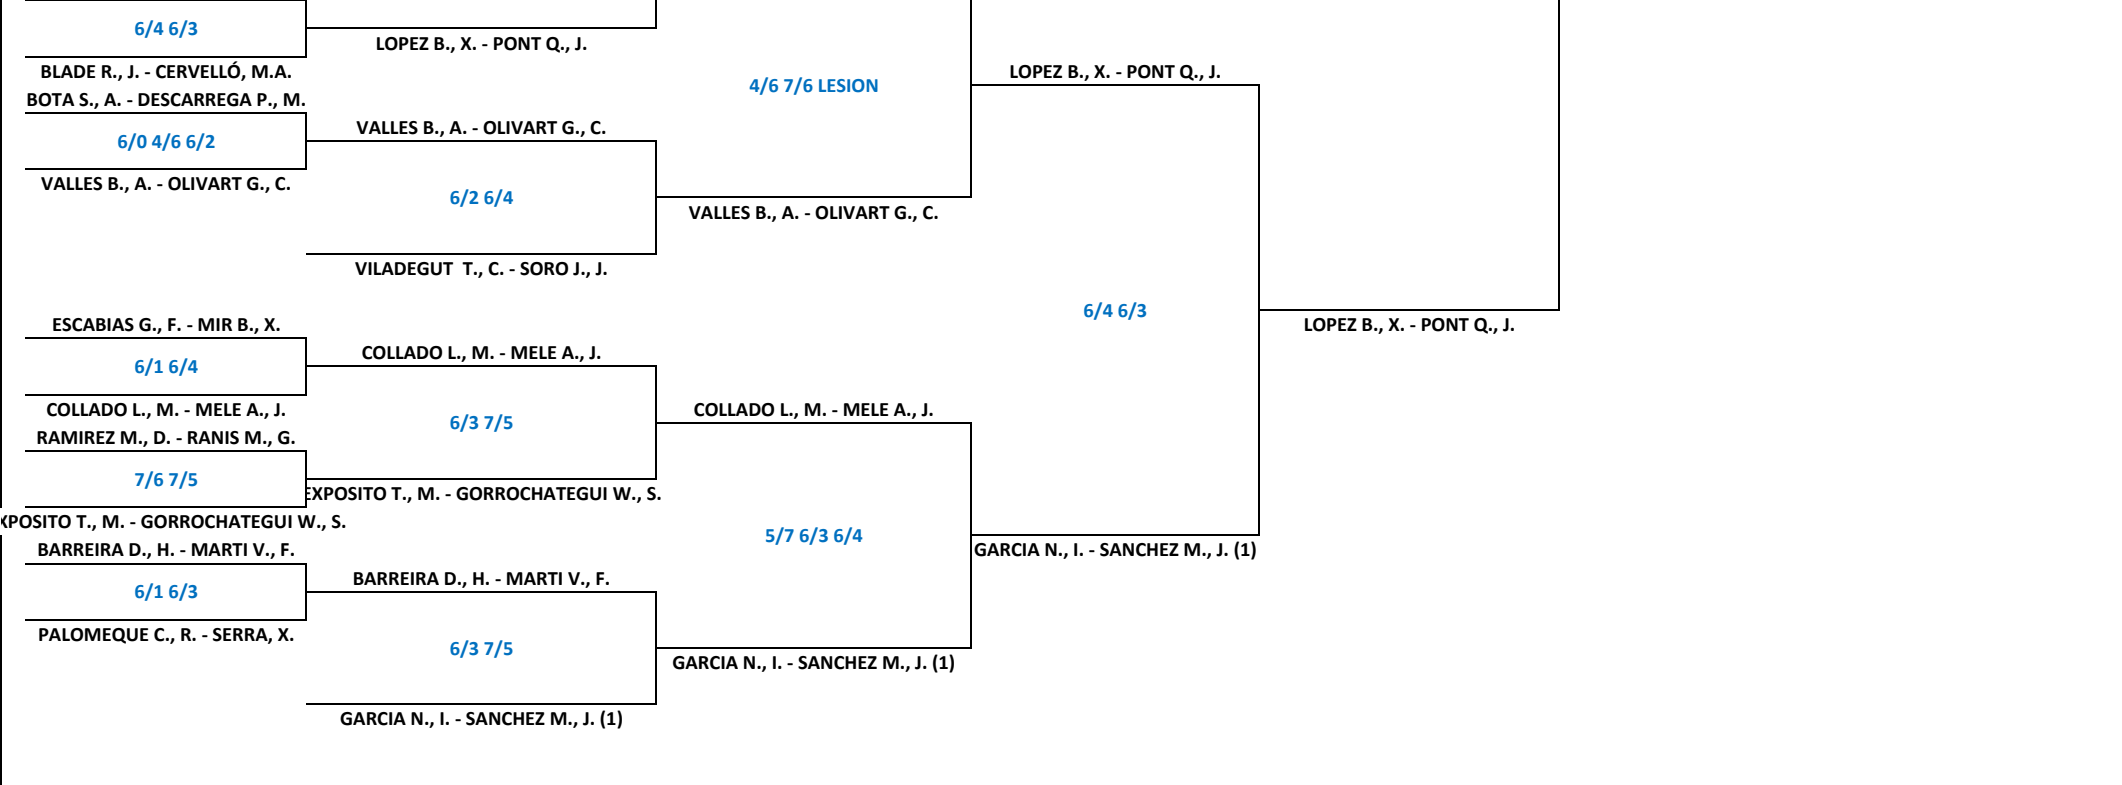 6/4 6/3
LOPEZ B., X. - PONT Q., J.
BLADE R., J. - CERVELLÓ, M.A.
LOPEZ B., X. - PONT Q., J.
4/6 7/6 LESION
BOTA S., A. - DESCARREGA P., M.
VALLES B., A. - OLIVART G., C.
6/0 4/6 6/2
VALLES B., A. - OLIVART G., C.
6/2 6/4
VALLES B., A. - OLIVART G., C.
VILADEGUT T., C. - SORO J., J.
6/4 6/3
ESCABIAS G., F. - MIR B., X.
LOPEZ B., X. - PONT Q., J.
COLLADO L., M. - MELE A., J.
6/1 6/4
COLLADO L., M. - MELE A., J.
COLLADO L., M. - MELE A., J.
6/3 7/5
RAMIREZ M., D. - RANIS M., G.
7/6 7/5
EXPOSITO T., M. - GORROCHATEGUI W., S.
XPOSITO T., M. - GORROCHATEGUI W., S.
5/7 6/3 6/4
BARREIRA D., H. - MARTI V., F.
GARCIA N., I. - SANCHEZ M., J. (1)
BARREIRA D., H. - MARTI V., F.
6/1 6/3
PALOMEQUE C., R. - SERRA, X.
6/3 7/5
GARCIA N., I. - SANCHEZ M., J. (1)
GARCIA N., I. - SANCHEZ M., J. (1)